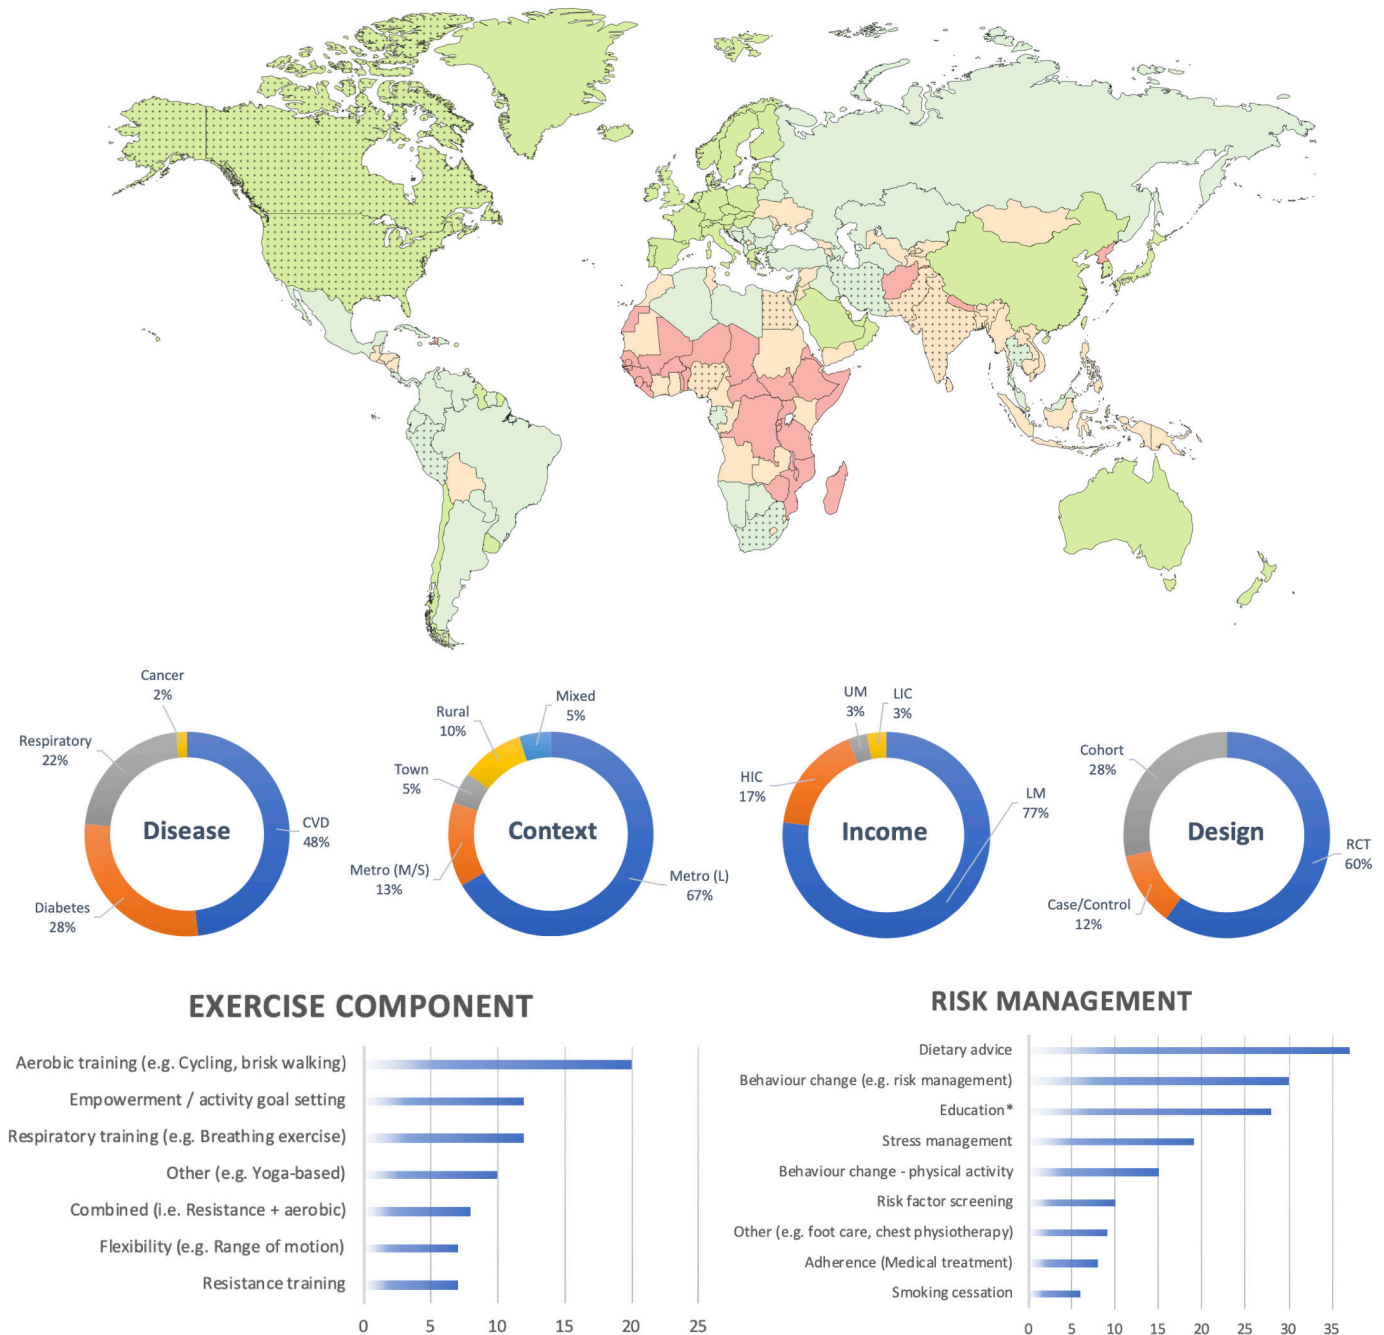 Cancer
2%
Respiratory
22%
Disease
CVD
48%
Diabetes
28%
Mixed
5%
Rural
10%
Town
5%
Context
Metro (M/S)
13%
Metro (L)
67%
UM
3%
LIC
3%
HIC
17%
LM
77%
Income
Cohort
28%
Design
RCT
60%
Case/Control
12%
EXERCISE COMPONENT
Aerobic training (e.g. Cycling, brisk walking)
Empowerment / activity goal setting
Respiratory training (e.g. Breathing exercise)
Other (e.g. Yoga-based)
Combined (i.e. Resistance + aerobic)
Flexibility (e.g. Range of motion)
Resistance training
0 5 10 15 20 25
RISK MANAGEMENT
Dietary advice
Behaviour change (e.g. risk management)
Education*
Stress management
Behaviour change - physical activity
Risk factor screening
Other (e.g. foot care, chest physiotherapy)
Adherence (Medical treatment)
Smoking cessation
0 5 10 15 20 25 30 35